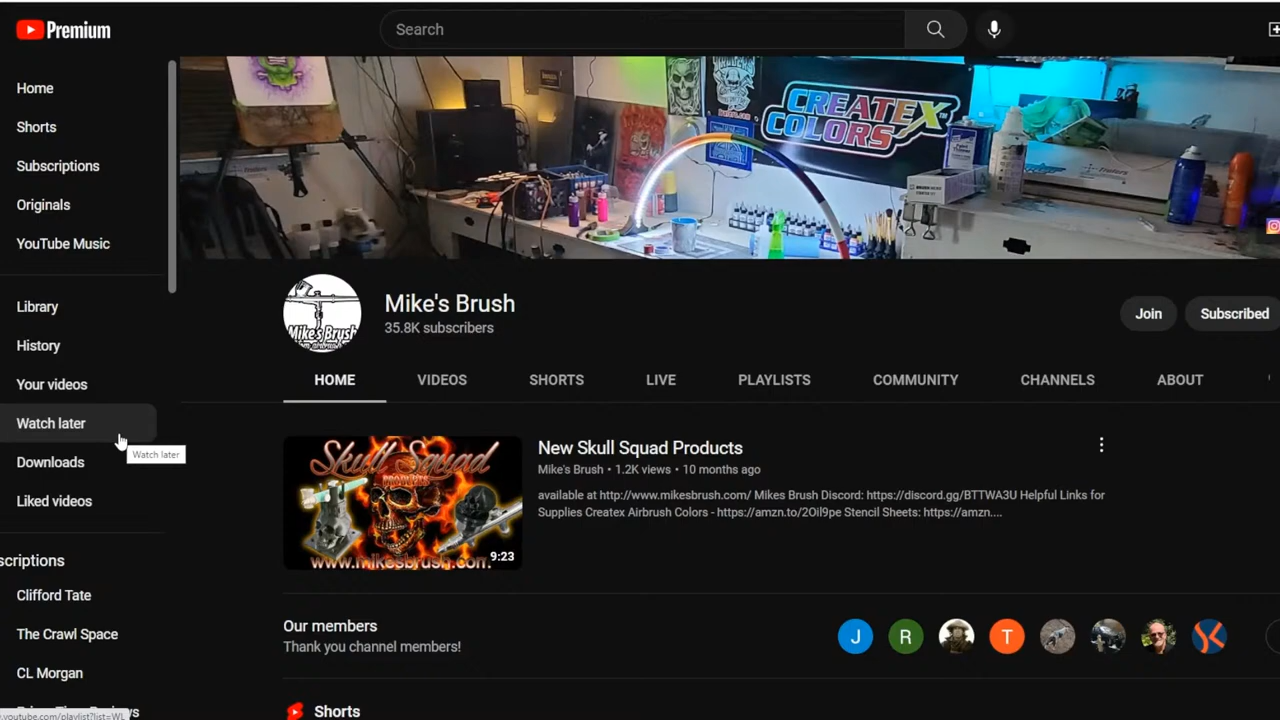 Premium
Search
Home
Shorts
Subscriptions
Originals
YouTube Music
Library
History
Your videos
Watch later
Watch later
Downloads
Liked videos
scriptions
Clifford Tate
The Crawl Space
CL Morgan
.youtube.com/playlist?list=WL
CREATEX
COLORS
Mike's Brush
Mike's Brush
35.8K subscribers
Join
Subscribed
HOME
VIDEOS
SHORTS
LIVE
PLAYLISTS
COMMUNITY
CHANNELS
ABOUT
Skull Squad
PRODUCTS
www.mikesbrush.com
9:23
New Skull Squad Products
Mike's Brush • 1.2K views • 10 months ago
available at http://www.mikesbrush.com/ Mikes Brush Discord: https://discord.gg/BTTWA3U Helpful Links for
Supplies Createx Airbrush Colors - https://amzn.to/2Oil9pe Stencil Sheets: https://amzn....
Our members
Thank you channel members!
J
R
T
Shorts